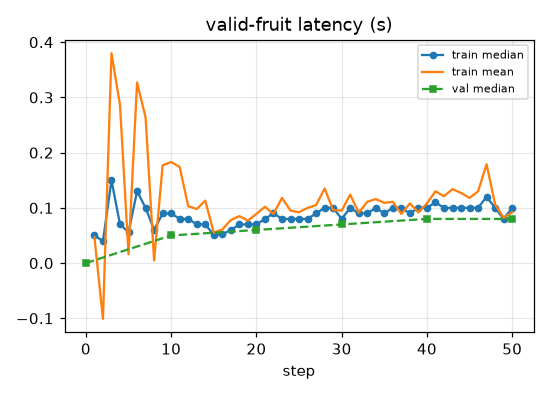 valid-fruit latency (s)
0.4
0.3
0.2
0.1
0.0
−0.1
train median
train mean
val median
0
10
20
30
40
50
step